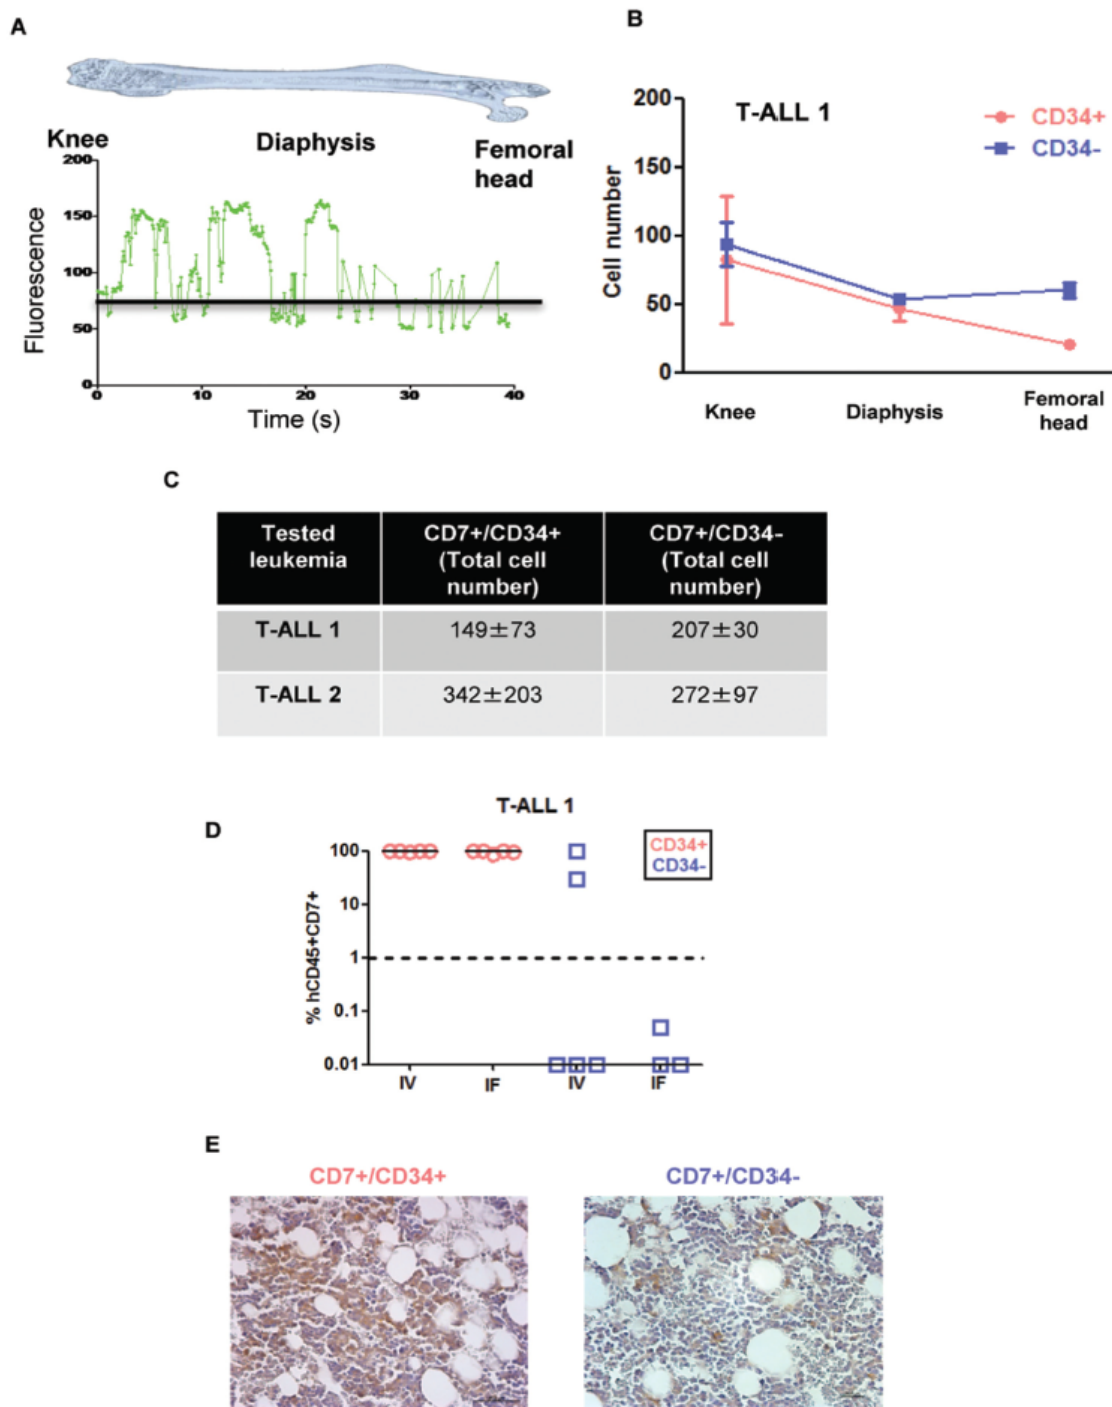 A
Knee
Diaphysis
Femoral
head
200
150
100
50
0
Fluorescence
0 10 20 30 40
Time (s)
B
T-ALL 1
CD34+
CD34-
200
150
100
50
0
Cell number
Knee
Diaphysis
Femoral
head
C
Tested
leukemia
CD7+/CD34+
(Total cell
number)
CD7+/CD34-
(Total cell
number)
T-ALL 1 149±73 207±30
T-ALL 2 342±203 272±97
D
T-ALL 1
CD34+
CD34-
100
10
1
0.1
0.01
% hCD45+CD7+
IV IF IV IF
E
CD7+/CD34+
CD7+/CD34-